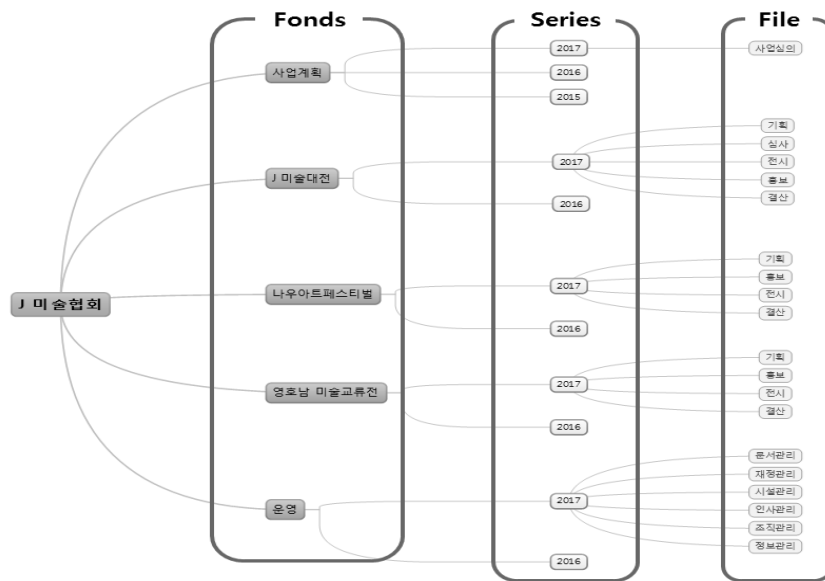 Fonds
Series
File
J 미술협회
사업계획
2017
사업심의
2016
2015
J 미술대전
2017
기획
심사
전시
홍보
결산
2016
나우아트페스티벌
2017
기획
홍보
전시
결산
2016
영호남 미술교류전
2017
기획
홍보
전시
결산
2016
운영
2017
문서관리
재정관리
시설관리
인사관리
조직관리
정보관리
2016